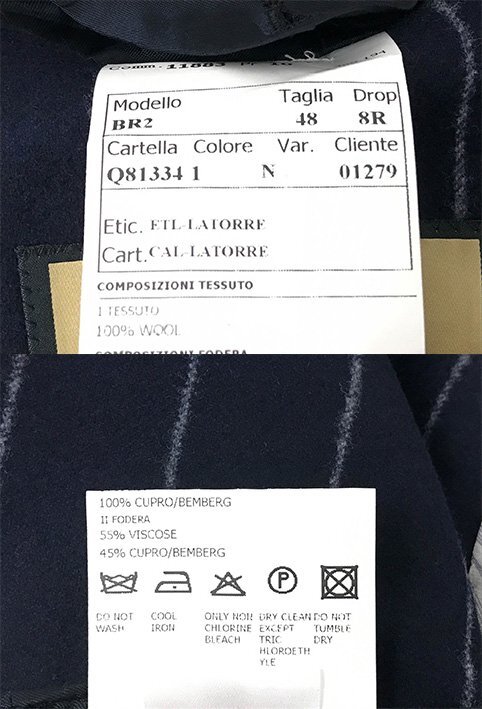 Comm. 11883
Modello Taglia Drop
BR2 48 8R
Cartella Colore Var. Cliente
Q81334 1 N 01279
Etic. ETL-LATORRE
Cart. CAL-LATORRE
COMPOSIZIONI TESSUTO
I TESSUTO
100% WOOL
COMPOSIZIONI FODERA
100% CUPRO/BEMBERG
II FODERA
55% VISCOSE
45% CUPRO/BEMBERG
P
DO NOT COOL ONLY NON DRY CLEAN DO NOT
WASH IRON CHLORINE EXCEPT TUMBLE
BLEACH TRIC DRY
HLOROETH
YLE